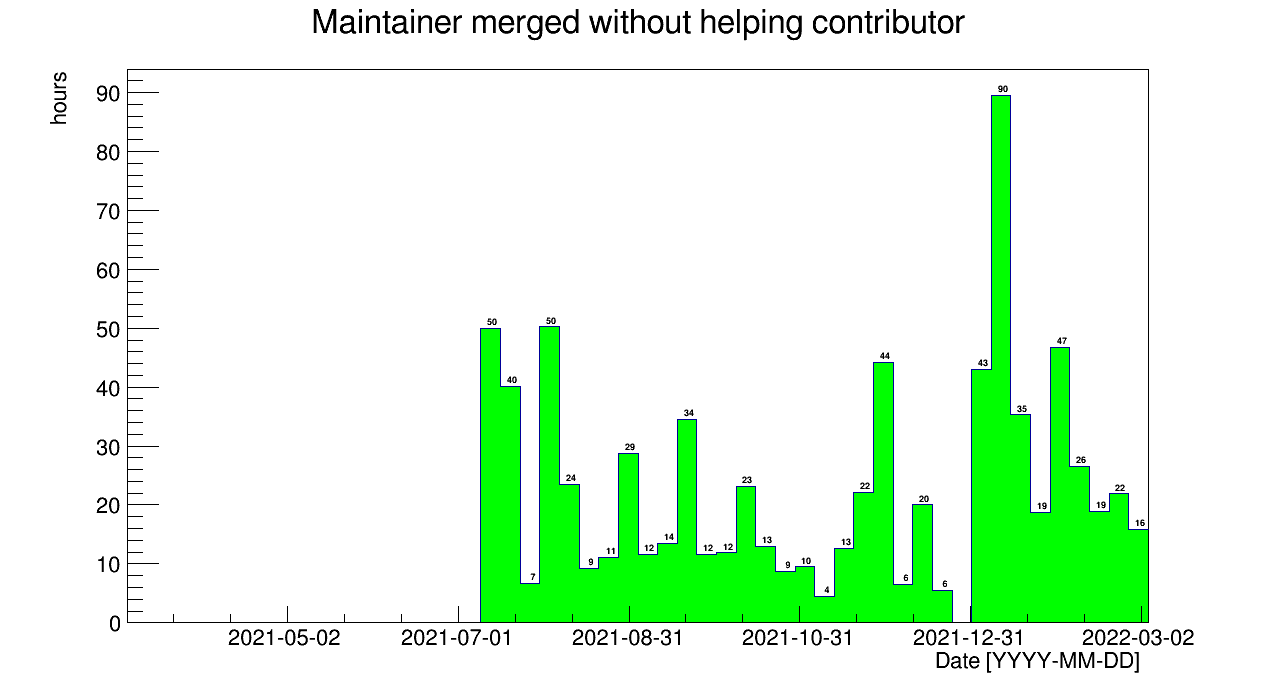 Maintainer merged without helping contributor
hours
90
80
70
60
50
40
30
20
10
0
50 40 7 50 24 9 11 29 12 14 34 12 12 23 13 9 10 4 13 22 44 6 20 6 43 90 35 19 47 26 19 22 16
2021-05-02 2021-07-01 2021-08-31 2021-10-31 2021-12-31 2022-03-02
Date [YYYY-MM-DD]